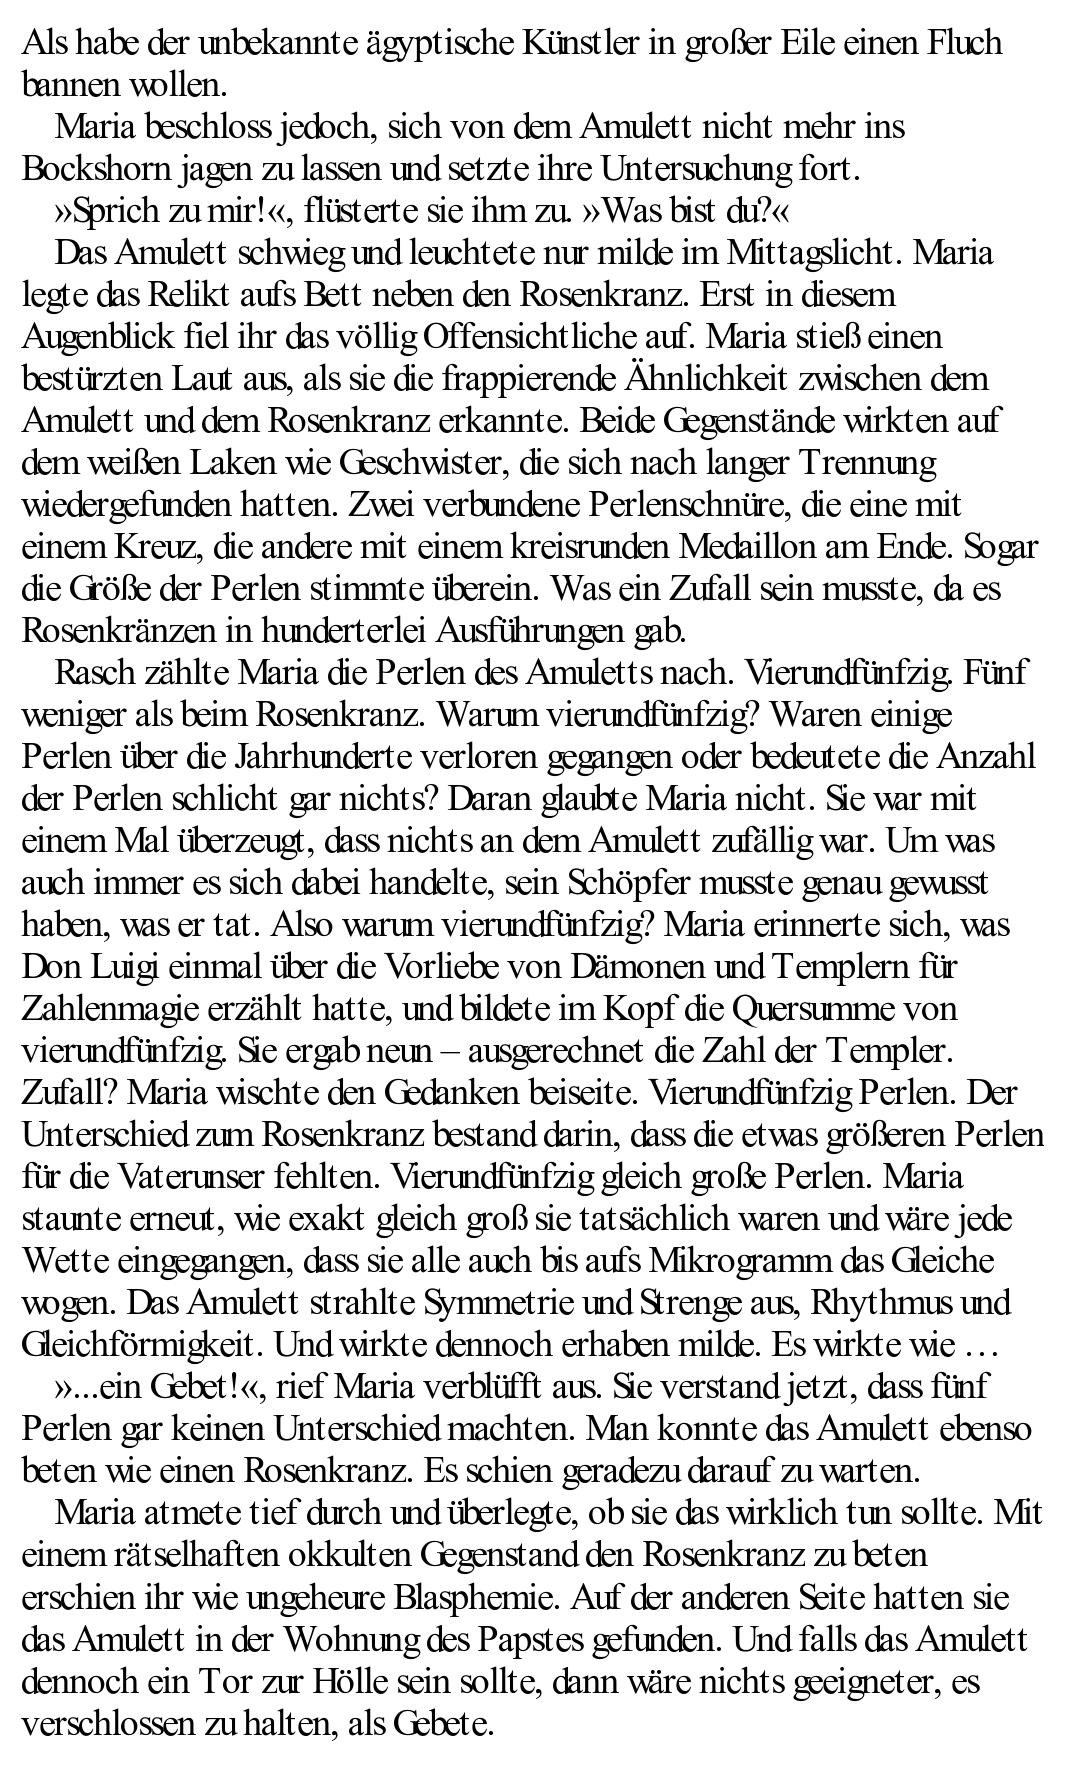 Als habe der unbekannte ägyptische Künstler in großer Eile einen Fluch
bannen wollen.
Maria beschloss jedoch, sich von dem Amulett nicht mehr ins
Bockshorn jagen zu lassen und setzte ihre Untersuchung fort.
»Sprich zu mir!«, flüsterte sie ihm zu. »Was bist du?«
Das Amulett schwieg und leuchtete nur milde im Mittagslicht. Maria
legte das Relikt aufs Bett neben den Rosenkranz. Erst in diesem
Augenblick fiel ihr das völlig Offensichtliche auf. Maria stieß einen
bestürzten Laut aus, als sie die frappierende Ähnlichkeit zwischen dem
Amulett und dem Rosenkranz erkannte. Beide Gegenstände wirkten auf
dem weißen Laken wie Geschwister, die sich nach langer Trennung
wiedergefunden hatten. Zwei verbundene Perlenschnüre, die eine mit
einem Kreuz, die andere mit einem kreisrunden Medaillon am Ende. Sogar
die Größe der Perlen stimmte überein. Was ein Zufall sein musste, da es
Rosenkränzen in hunderterlei Ausführungen gab.
Rasch zählte Maria die Perlen des Amuletts nach. Vierundfünfzig. Fünf
weniger als beim Rosenkranz. Warum vierundfünfzig? Waren einige
Perlen über die Jahrhunderte verloren gegangen oder bedeutete die Anzahl
der Perlen schlicht gar nichts? Daran glaubte Maria nicht. Sie war mit
einem Mal überzeugt, dass nichts an dem Amulett zufällig war. Um was
auch immer es sich dabei handelte, sein Schöpfer musste genau gewusst
haben, was er tat. Also warum vierundfünfzig? Maria erinnerte sich, was
Don Luigi einmal über die Vorliebe von Dämonen und Templern für
Zahlenmagie erzählt hatte, und bildete im Kopf die Quersumme von
vierundfünfzig. Sie ergab neun – ausgerechnet die Zahl der Templer.
Zufall? Maria wischte den Gedanken beiseite. Vierundfünfzig Perlen. Der
Unterschied zum Rosenkranz bestand darin, dass die etwas größeren Perlen
für die Vaterunser fehlten. Vierundfünfzig gleich große Perlen. Maria
staunte erneut, wie exakt gleich groß sie tatsächlich waren und wäre jede
Wette eingegangen, dass sie alle auch bis aufs Mikrogramm das Gleiche
wogen. Das Amulett strahlte Symmetrie und Strenge aus, Rhythmus und
Gleichförmigkeit. Und wirkte dennoch erhaben milde. Es wirkte wie …
»...ein Gebet!«, rief Maria verblüfft aus. Sie verstand jetzt, dass fünf
Perlen gar keinen Unterschied machten. Man konnte das Amulett ebenso
beten wie einen Rosenkranz. Es schien geradezu darauf zu warten.
Maria atmete tief durch und überlegte, ob sie das wirklich tun sollte. Mit
einem rätselhaften okkulten Gegenstand den Rosenkranz zu beten
erschien ihr wie ungeheure Blasphemie. Auf der anderen Seite hatten sie
das Amulett in der Wohnung des Papstes gefunden. Und falls das Amulett
dennoch ein Tor zur Hölle sein sollte, dann wäre nichts geeigneter, es
verschlossen zu halten, als Gebete.